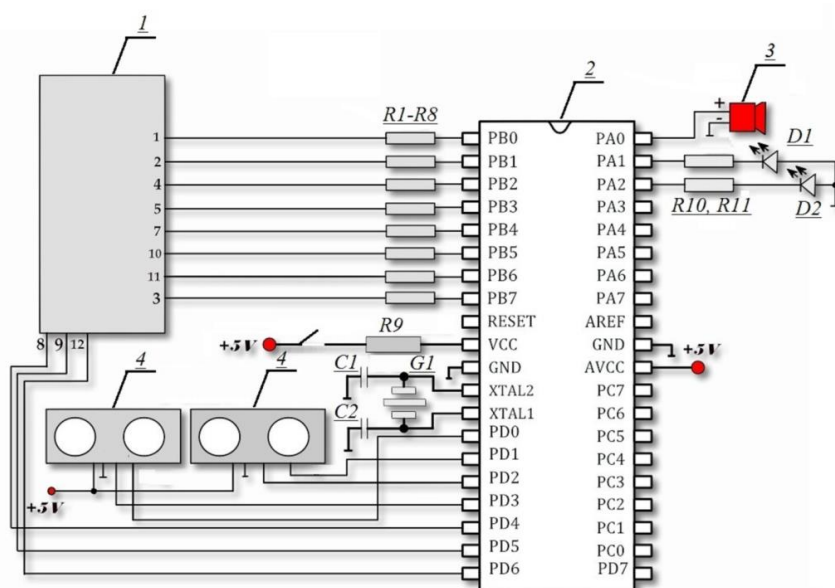 1
2
3
R1-R8
+
-
D1
1 PB0 PA0
2 PB1 PA1
4 PB2 PA2
R10, R11 D2
5 PB3 PA3
7 PB4 PA4
10 PB5 PA5
11 PB6 PA6
3 PB7 PA7
RESET AREF
R9
+5V VCC GND
8 9 12
+5V
C1 G1 GND AVCC
4 4
XTAL2 PC7
C2 XTAL1 PC6
PD0 PC5
PD1 PC4
PD2 PC3
+5V
PD3 PC2
PD4 PC1
PD5 PC0
PD6 PD7